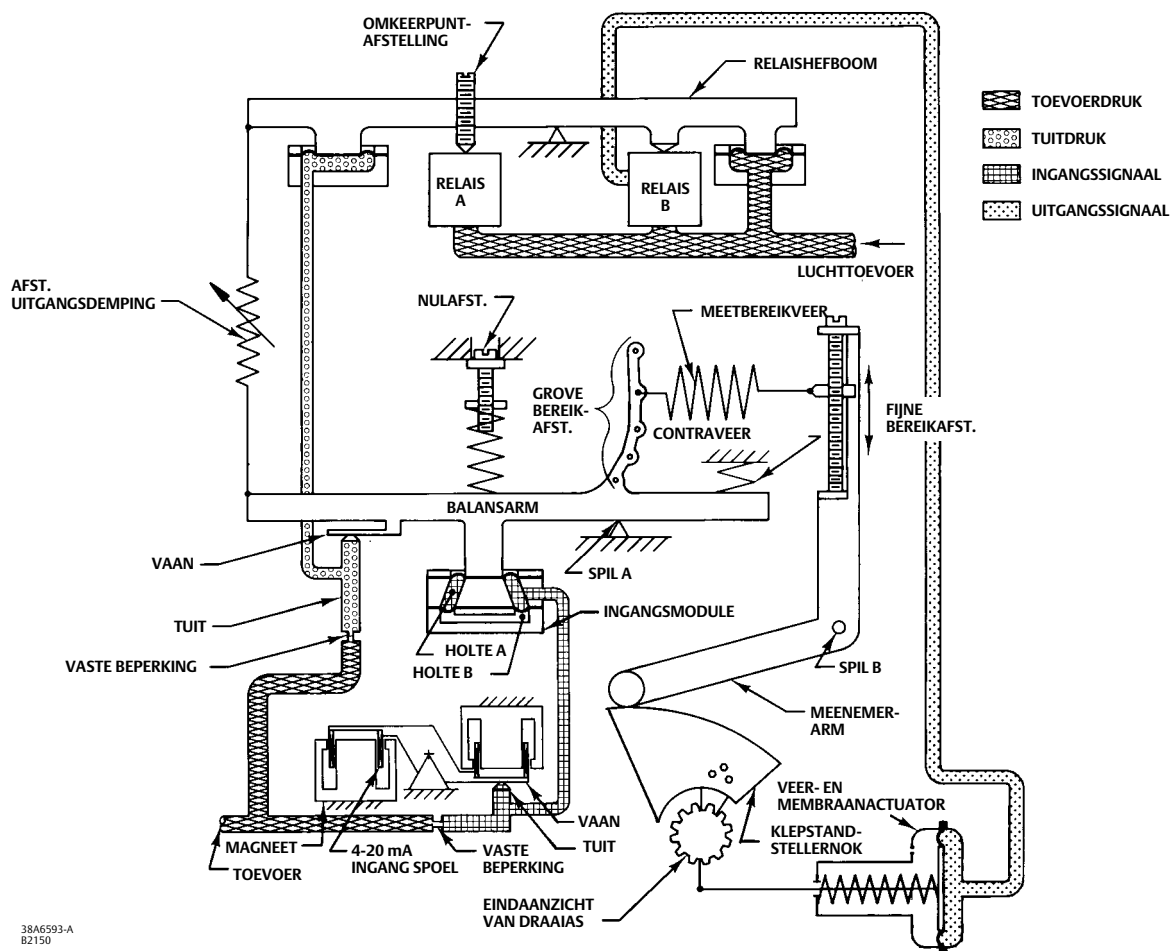 OMKEERPUNT-
AFSTELLING
RELAISHEFBOOM
TOEVOERDRUK
TUITDRUK
INGANGSSIGNAAL
UITGANGSSIGNAAL
RELAIS
A
RELAIS
B
LUCHTTOEVOER
AFST.
UITGANGSDEMPING
NULAFST.
MEETBEREIKVEER
GROVE
BEREIK-
AFST.
CONTRAVEER
FIJNE
BEREIKAFST.
BALANSARM
VAAN
SPIL A
TUIT
INGANGSMODULE
HOLTE A
HOLTE B
VASTE BEPERKING
SPIL B
MEENEMER-
ARM
VEER- EN
MEMBRAANACTUATOR
VAAN
KLEPSTAND-
STELLERNOK
MAGNEET
TOEVOER
4-20 mA
INGANG SPOEL
VASTE
BEPERKING
TUIT
EINDAANZICHT
VAN DRAAIAS
38A6593-A
B2150